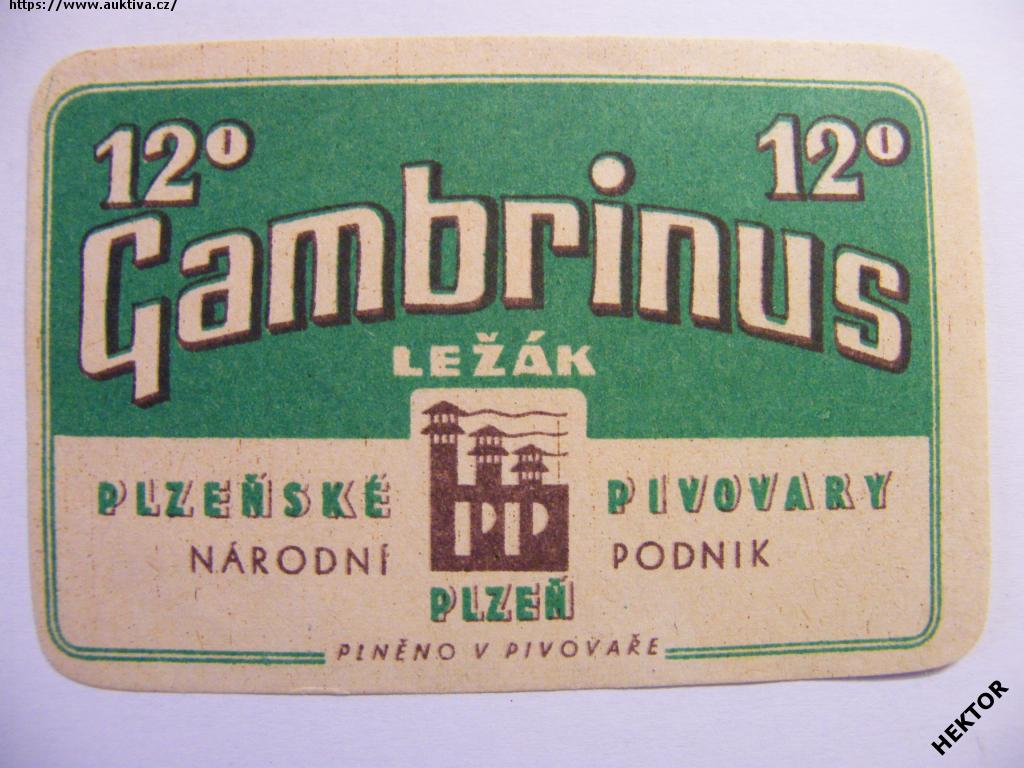 https://www.auktiva.cz/
12° 12°
Gambrinus
LEŽÁK
PLZEŇSKÉ PIVOVARY
PP
NÁRODNÍ PODNIK
PLZEŇ
PLNĚNO V PIVOVAŘE
HEKTOR